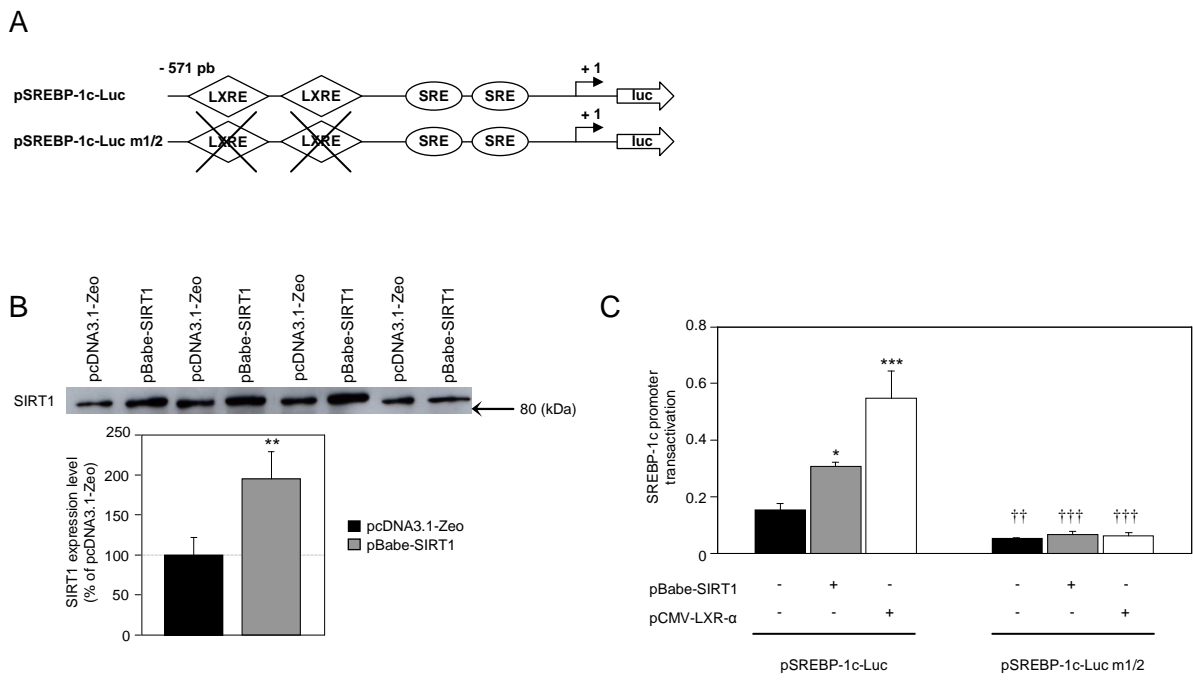 A
- 571 pb
+ 1
pSREBP-1c-Luc
LXRE LXRE SRE SRE luc
+ 1
pSREBP-1c-Luc m1/2
LXRE LXRE SRE SRE luc
B
pcDNA3.1-Zeo
pBabe-SIRT1
pcDNA3.1-Zeo
pBabe-SIRT1
pcDNA3.1-Zeo
pBabe-SIRT1
pcDNA3.1-Zeo
pBabe-SIRT1
SIRT1
80 (kDa)
SIRT1 expression level
(% of pcDNA3.1-Zeo)
250
200
150
100
50
0
**
pcDNA3.1-Zeo
pBabe-SIRT1
C
SREBP-1c promoter
transactivation
0.8
0.6
0.4
0.2
0
*
***
†† ††† †††
pBabe-SIRT1 - + - - + -
pCMV-LXR-α - - + - - +
pSREBP-1c-Luc
pSREBP-1c-Luc m1/2